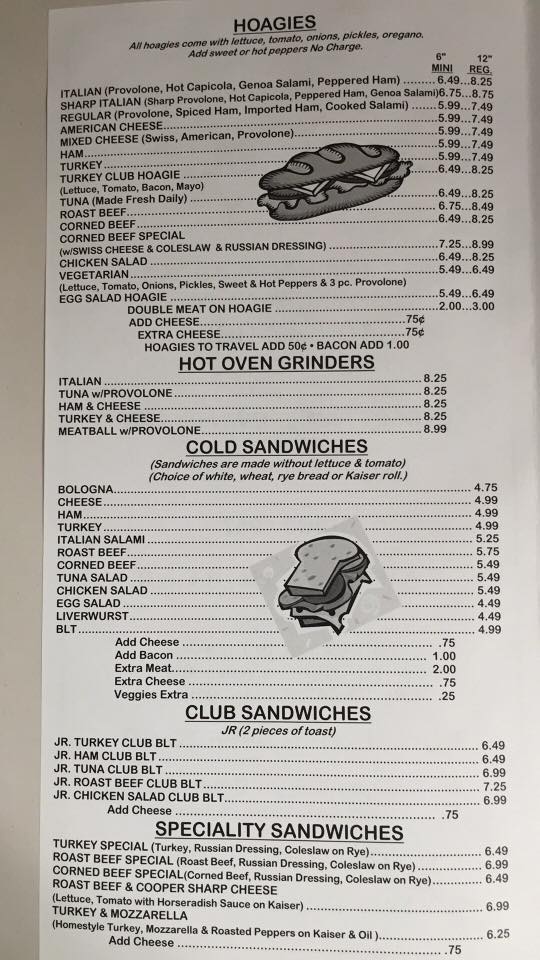 HOAGIES
All hoagies come with lettuce, tomato, onions, pickles, oregano.
Add sweet or hot peppers No Charge.
6" 12"
MINI REG.
ITALIAN (Provolone, Hot Capicola, Genoa Salami, Peppered Ham) ........ 6.49...8.25
SHARP ITALIAN (Sharp Provolone, Hot Capicola, Peppered Ham, Genoa Salami)6.75...8.75
REGULAR (Provolone, Spiced Ham, Imported Ham, Cooked Salami) ....... 5.99...7.49
AMERICAN CHEESE..........5.99...7.49
MIXED CHEESE (Swiss, American, Provolone)..........5.99...7.49
HAM..........5.99...7.49
TURKEY..........5.99...7.49
TURKEY CLUB HOAGIE ..........6.49...8.25
(Lettuce, Tomato, Bacon, Mayo)
TUNA (Made Fresh Daily) ..........6.49...8.25
ROAST BEEF..........6.75...8.49
CORNED BEEF..........6.49...8.25
CORNED BEEF SPECIAL
(w/SWISS CHEESE & COLESLAW & RUSSIAN DRESSING) ..........7.25...8.99
CHICKEN SALAD ..........6.49...8.25
VEGETARIAN..........5.49...6.49
(Lettuce, Tomato, Onions, Pickles, Sweet & Hot Peppers & 3 pc. Provolone)
EGG SALAD HOAGIE ..........5.49...6.49
DOUBLE MEAT ON HOAGIE ..........2.00...3.00
ADD CHEESE..........75¢
EXTRA CHEESE..........75¢
HOAGIES TO TRAVEL ADD 50¢ • BACON ADD 1.00
HOT OVEN GRINDERS
ITALIAN .......... 8.25
TUNA w/PROVOLONE.......... 8.25
HAM & CHEESE .......... 8.25
TURKEY & CHEESE.......... 8.25
MEATBALL w/PROVOLONE.......... 8.99
COLD SANDWICHES
(Sandwiches are made without lettuce & tomato)
(Choice of white, wheat, rye bread or Kaiser roll.)
BOLOGNA.......... 4.75
CHEESE.......... 4.99
HAM.......... 4.99
TURKEY.......... 4.99
ITALIAN SALAMI .......... 5.25
ROAST BEEF.......... 5.75
CORNED BEEF.......... 5.49
TUNA SALAD .......... 5.49
CHICKEN SALAD .......... 5.49
EGG SALAD .......... 4.49
LIVERWURST.......... 4.49
BLT.......... 4.99
Add Cheese .......... .75
Add Bacon .......... 1.00
Extra Meat.......... 2.00
Extra Cheese .......... .75
Veggies Extra .......... .25
CLUB SANDWICHES
JR (2 pieces of toast)
JR. TURKEY CLUB BLT .......... 6.49
JR. HAM CLUB BLT .......... 6.49
JR. TUNA CLUB BLT .......... 6.99
JR. ROAST BEEF CLUB BLT.......... 7.25
JR. CHICKEN SALAD CLUB BLT.......... 6.99
Add Cheese .......... .75
SPECIALITY SANDWICHES
TURKEY SPECIAL (Turkey, Russian Dressing, Coleslaw on Rye).......... 6.49
ROAST BEEF SPECIAL (Roast Beef, Russian Dressing, Coleslaw on Rye) .......... 6.99
CORNED BEEF SPECIAL(Corned Beef, Russian Dressing, Coleslaw on Rye).......... 6.49
ROAST BEEF & COOPER SHARP CHEESE
(Lettuce, Tomato with Horseradish Sauce on Kaiser) .......... 6.99
TURKEY & MOZZARELLA
(Homestyle Turkey, Mozzarella & Roasted Peppers on Kaiser & Oil ).......... 6.25
Add Cheese .......... .75